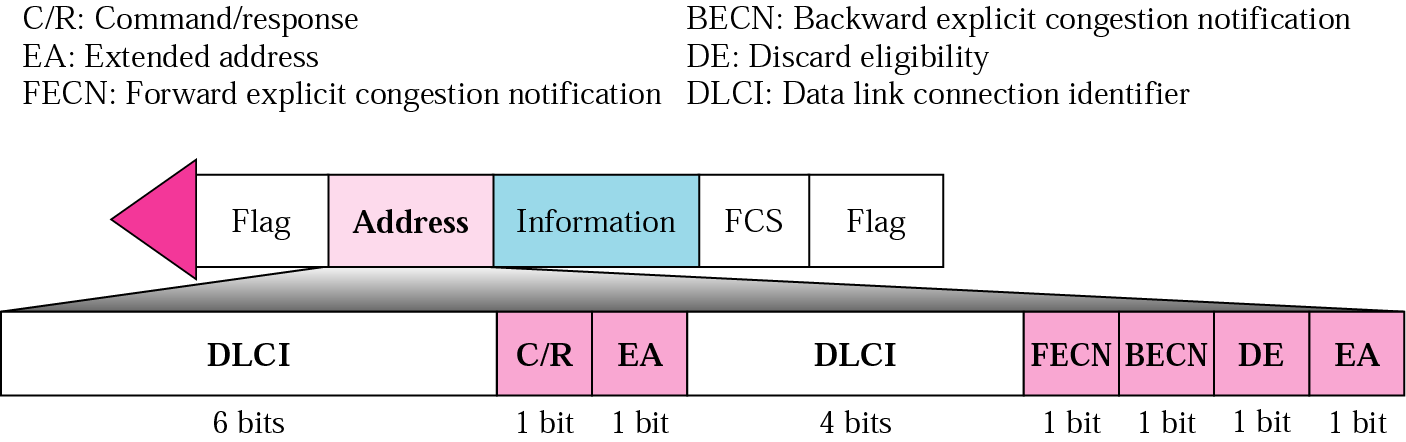 C/R: Command/response BECN: Backward explicit congestion notification
EA: Extended address DE: Discard eligibility
FECN: Forward explicit congestion notification DLCI: Data link connection identifier
Flag Address Information FCS Flag
DLCI C/R EA DLCI FECN BECN DE EA
6 bits 1 bit 1 bit 4 bits 1 bit 1 bit 1 bit 1 bit